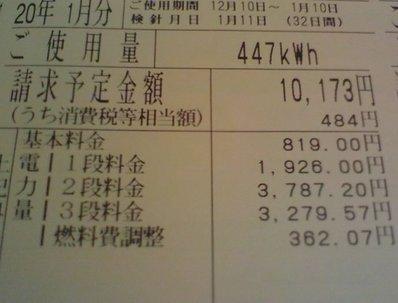 20年 1月分 ご使用期間 12月10日～ 1月10日
検針月日 1月11日 (32日間)
ご使用量 447kWh
請求予定金額 10,173円
(うち消費税等相当額) 484円
基本料金 819.00円
電 1段料金 1,926.00円
力 2段料金 3,787.20円
量 3段料金 3,279.57円
燃料費調整 362.07円